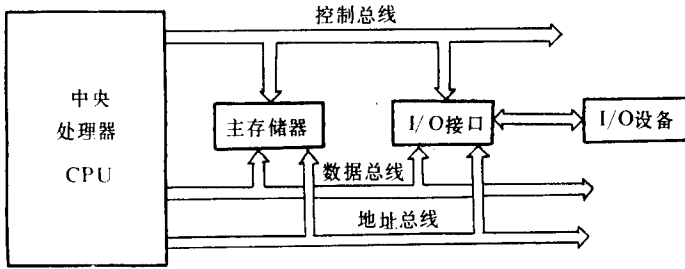 控制总线
中央
处理器
CPU
主存储器
I/O接口
I/O设备
数据总线
地址总线